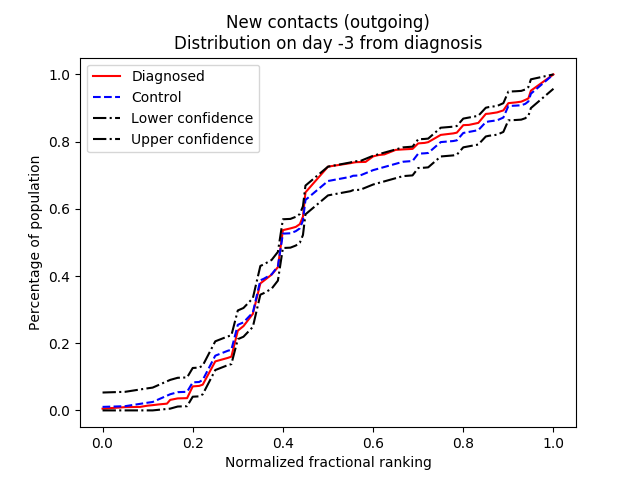 New contacts (outgoing)
Distribution on day -3 from diagnosis
Diagnosed
Control
Lower confidence
Upper confidence
Percentage of population
1.0
0.8
0.6
0.4
0.2
0.0
0.0 0.2 0.4 0.6 0.8 1.0
Normalized fractional ranking